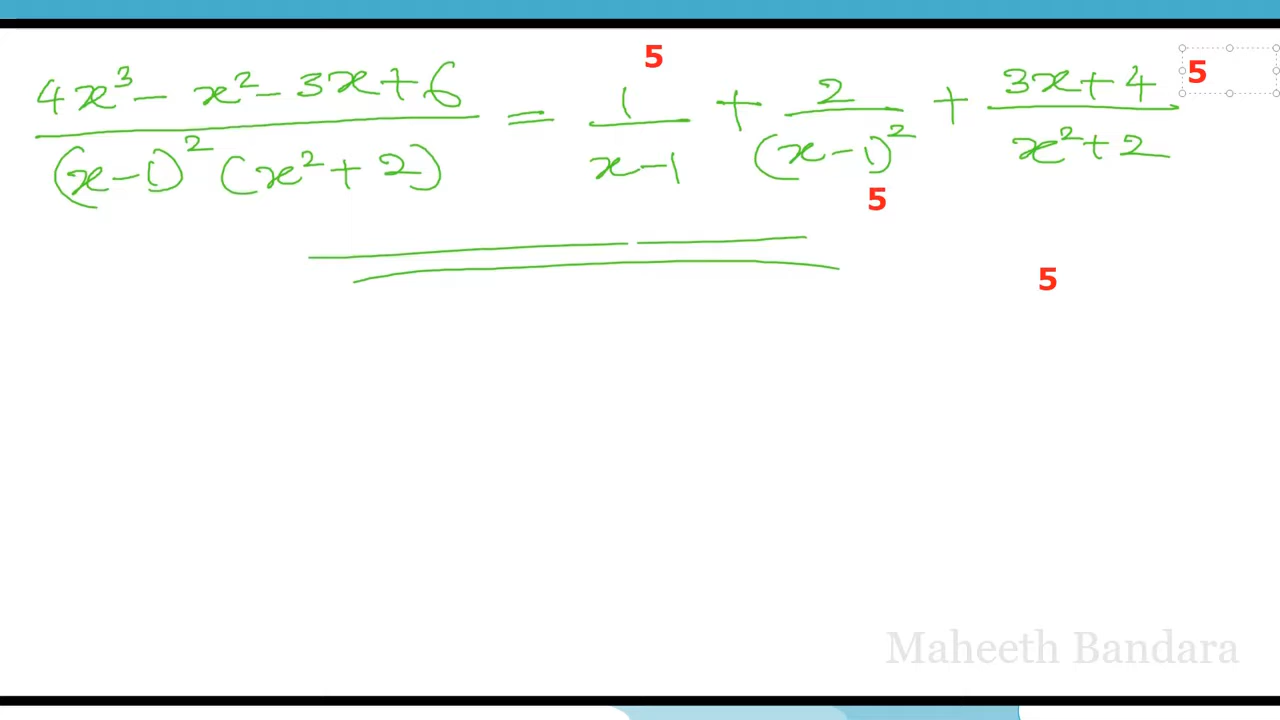 5
4x³ - x² - 3x + 6 / (x-1)² (x² + 2) = 1 / x-1 + 2 / (x-1)² + 3x + 4 / x² + 2 5
5
5
Maheeth Bandara